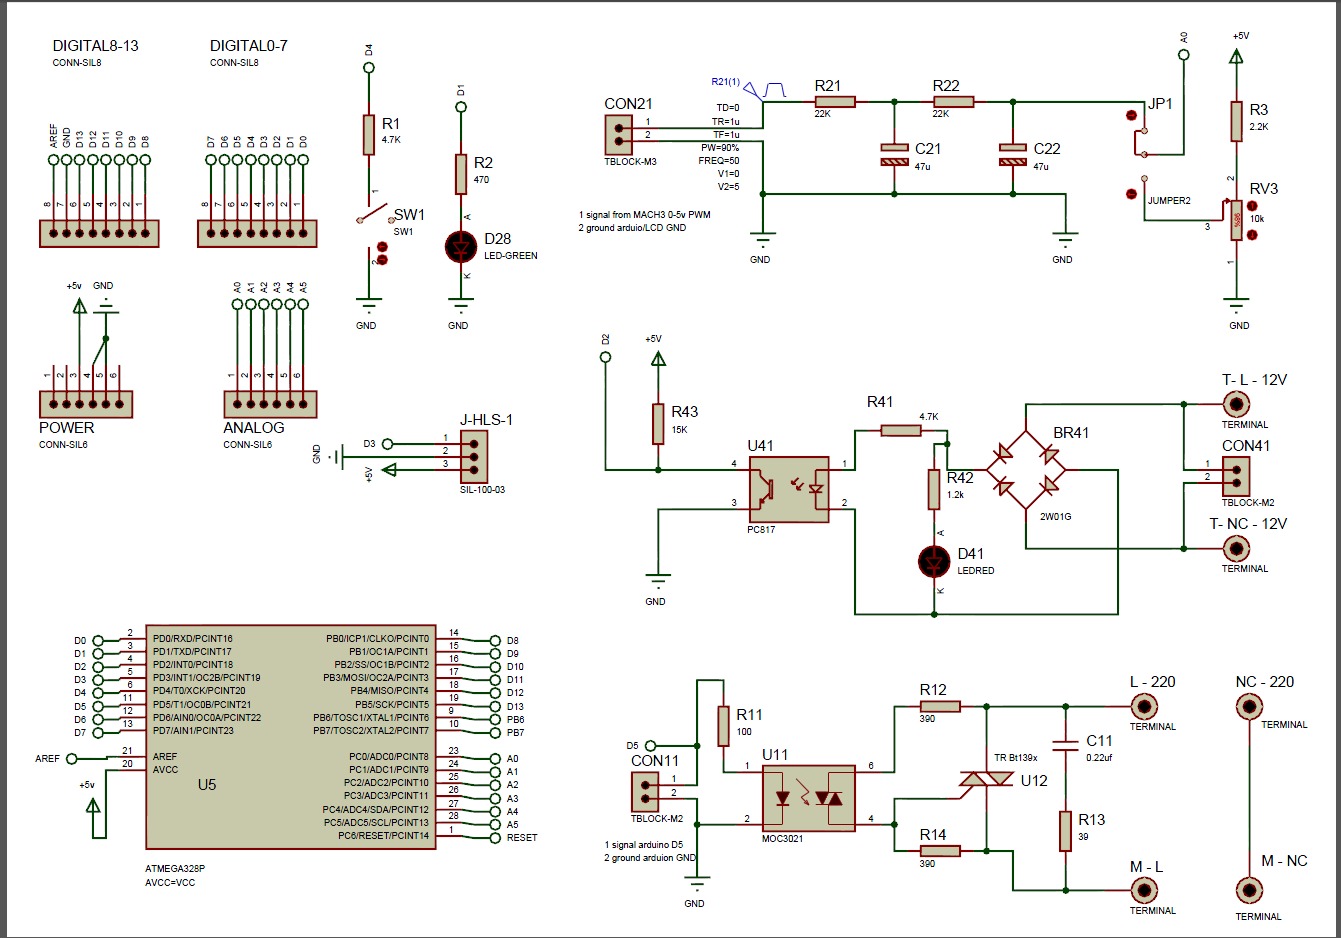 DIGITAL8-13
CONN-SIL8
AREF
GND
D13
D12
D11
D10
D9
D8
8
7
6
5
4
3
2
1
DIGITAL0-7
CONN-SIL8
D7
D6
D5
D4
D3
D2
D1
D0
8
7
6
5
4
3
2
1
D4
R1
4.7K
1
SW1
SW1
2
GND
D1
R2
470
A
D28
LED-GREEN
K
GND
+5v
GND
1
2
3
4
5
6
POWER
CONN-SIL6
A0
A1
A2
A3
A4
A5
1
2
3
4
5
6
ANALOG
CONN-SIL6
J-HLS-1
D3
GND
+5V
1
2
3
SIL-100-03
CON21
1
2
TBLOCK-M3
R21(1)
TD=0
TR=1u
TF=1u
PW=90%
FREQ=50
V1=0
V2=5
1 signal from MACH3 0-5v PWM
2 ground arduio/LCD GND
R21
22K
R22
22K
C21
47u
C22
47u
GND
GND
A0
JP1
JUMPER2
+5V
R3
2.2K
2
RV3
10k
%95
3
1
GND
D2
+5V
R43
15K
U41
4
3
1
2
PC817
GND
R41
4.7K
R42
1.2k
A
D41
LEDRED
K
BR41
2W01G
T- L - 12V
TERMINAL
CON41
1
2
TBLOCK-M2
T- NC - 12V
TERMINAL
D0
D1
D2
D3
D4
D5
D6
D7
2
3
4
5
6
11
12
13
PD0/RXD/PCINT16
PD1/TXD/PCINT17
PD2/INT0/PCINT18
PD3/INT1/OC2B/PCINT19
PD4/T0/XCK/PCINT20
PD5/T1/OC0B/PCINT21
PD6/AIN0/OC0A/PCINT22
PD7/AIN1/PCINT23
AREF
21
AREF
20
AVCC
+5v
U5
PB0/ICP1/CLKO/PCINT0
PB1/OC1A/PCINT1
PB2/SS/OC1B/PCINT2
PB3/MOSI/OC2A/PCINT3
PB4/MISO/PCINT4
PB5/SCK/PCINT5
PB6/TOSC1/XTAL1/PCINT6
PB7/TOSC2/XTAL2/PCINT7
14
15
16
17
18
19
9
10
D8
D9
D10
D11
D12
D13
PB6
PB7
PC0/ADC0/PCINT8
PC1/ADC1/PCINT9
PC2/ADC2/PCINT10
PC3/ADC3/PCINT11
PC4/ADC4/SDA/PCINT12
PC5/ADC5/SCL/PCINT13
PC6/RESET/PCINT14
23
24
25
26
27
28
1
A0
A1
A2
A3
A4
A5
RESET
ATMEGA328P
AVCC=VCC
R11
100
D5
CON11
1
2
TBLOCK-M2
1 signal arduino D5
2 ground arduion GND
GND
U11
1
2
6
4
MOC3021
R12
390
TR Bt139x
U12
R14
390
C11
0.22uf
R13
39
L - 220
TERMINAL
M - L
TERMINAL
NC - 220
TERMINAL
M - NC
TERMINAL